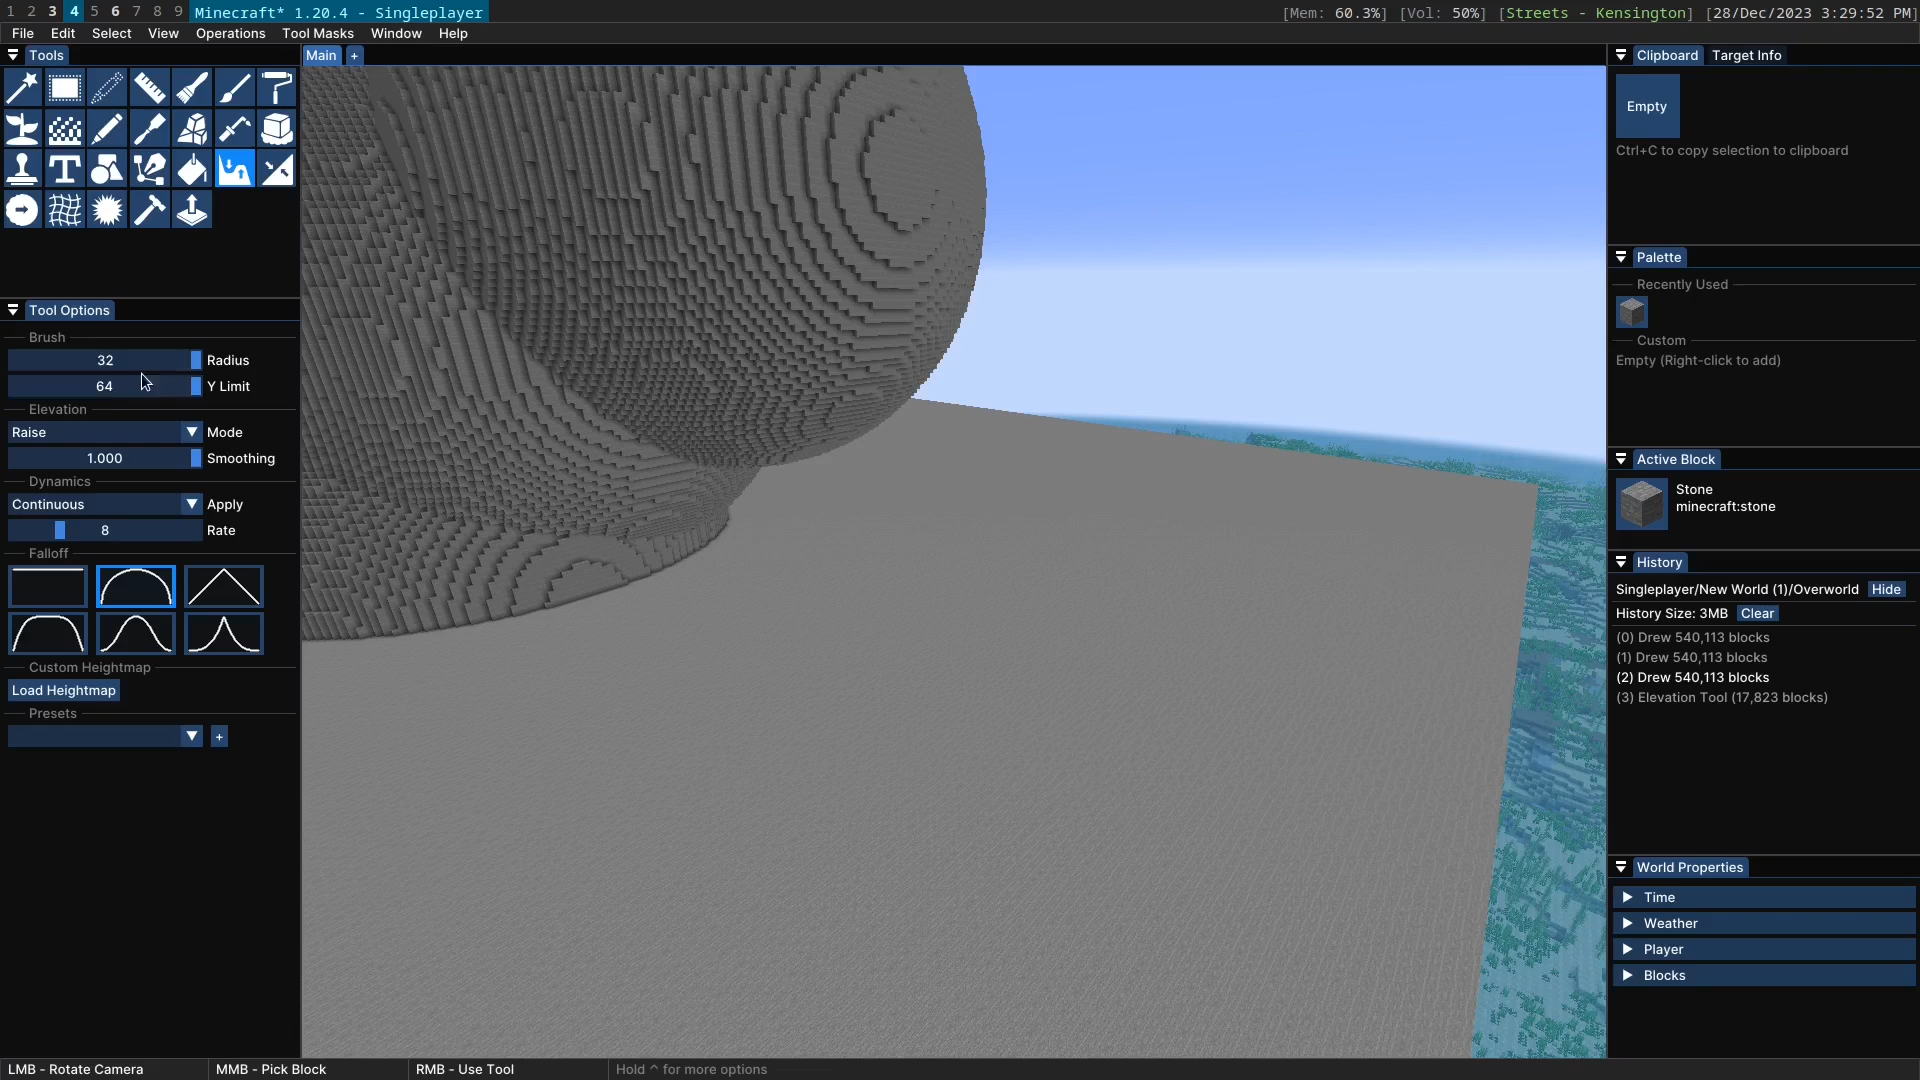 1 2 3 4 5 6 7 8 9 Minecraft* 1.20.4 - Singleplayer [Mem: 60.3%] [Vol: 50%] [Streets - Kensington] [28/Dec/2023 3:29:52 PM]
File Edit Select View Operations Tool Masks Window Help
Tools
Main +
Clipboard Target Info
Empty
Ctrl+C to copy selection to clipboard
Palette
Recently Used
Custom
Empty (Right-click to add)
Active Block
Stone
minecraft:stone
History
Singleplayer/New World (1)/Overworld Hide
History Size: 3MB Clear
(0) Drew 540,113 blocks
(1) Drew 540,113 blocks
(2) Drew 540,113 blocks
(3) Elevation Tool (17,823 blocks)
World Properties
Time
Weather
Player
Blocks
Tool Options
Brush
32 Radius
64 Y Limit
Elevation
Raise Mode
1.000 Smoothing
Dynamics
Continuous Apply
8 Rate
Falloff
Custom Heightmap
Load Heightmap
Presets
+
LMB - Rotate Camera MMB - Pick Block RMB - Use Tool Hold ^ for more options